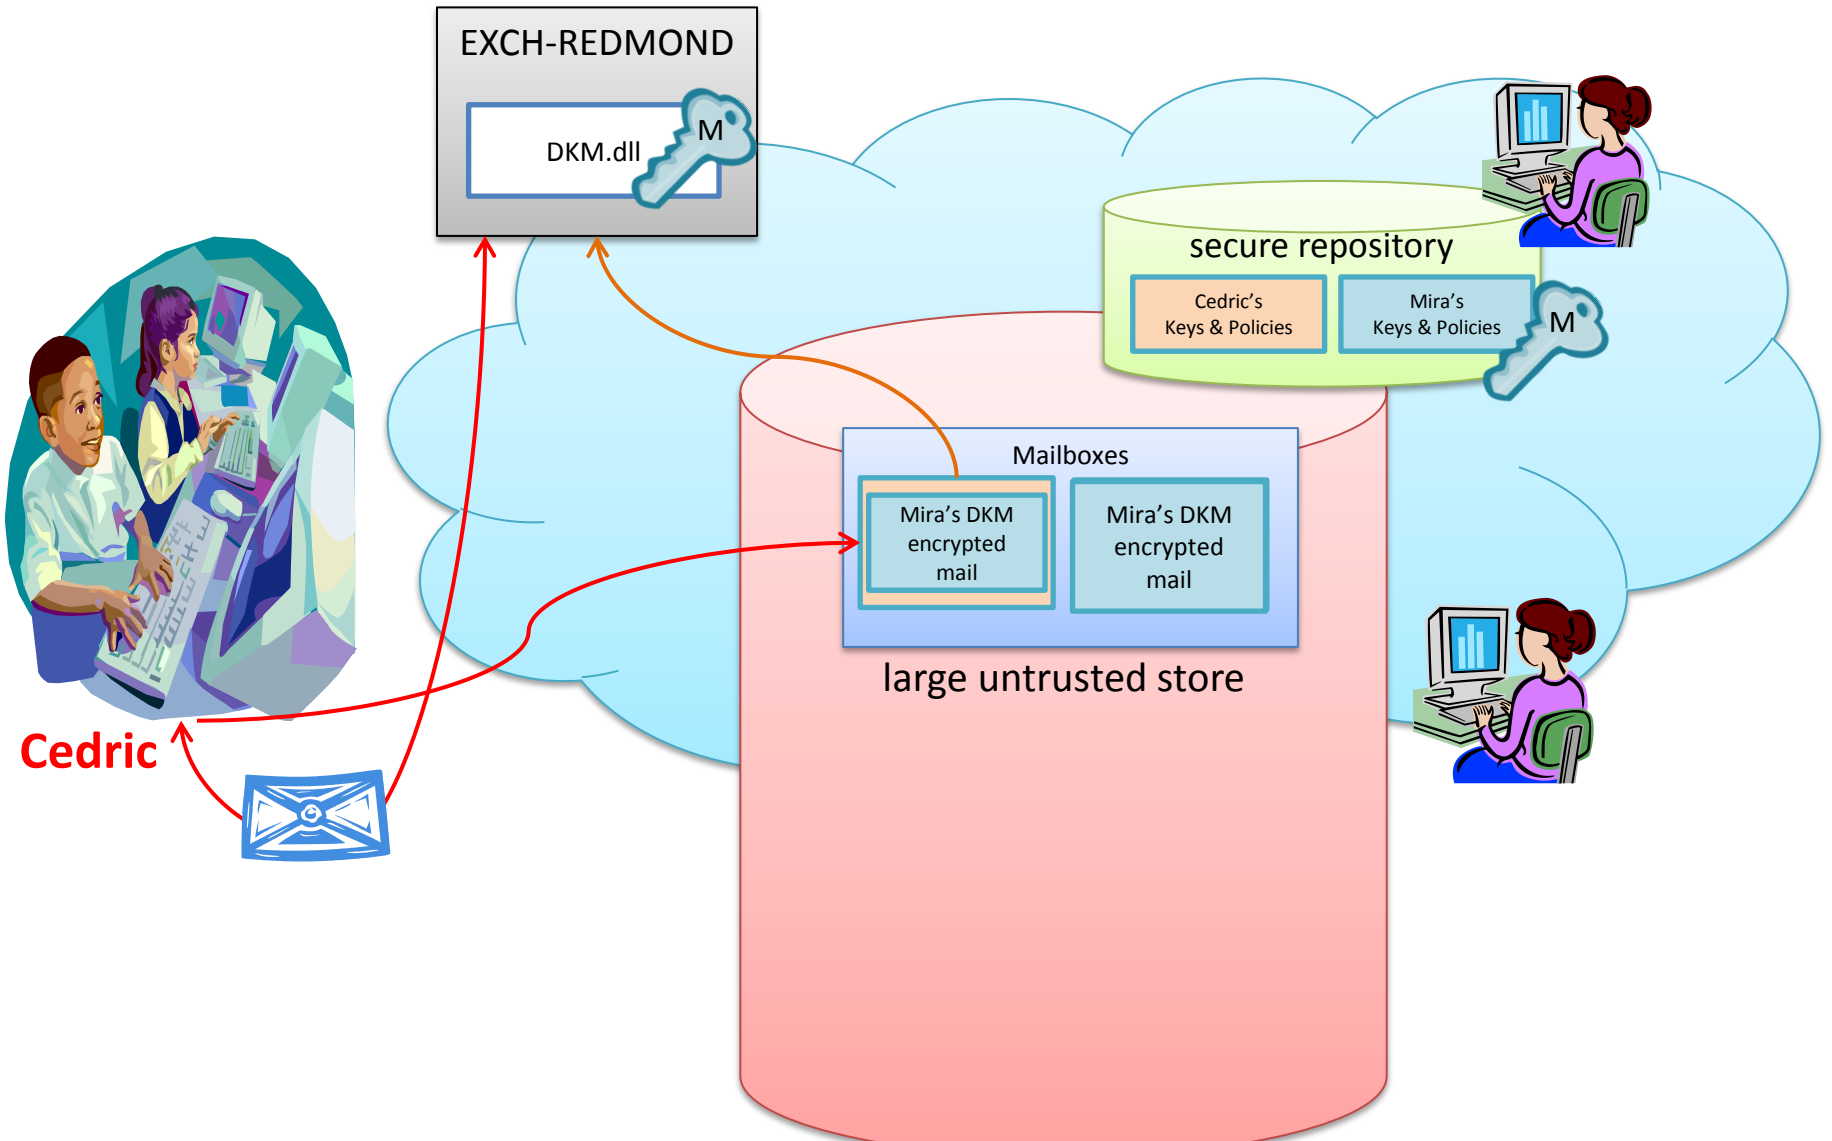 EXCH-REDMOND
DKM.dll
M
secure repository
Cedric's
Keys & Policies
Mira's
Keys & Policies
M
Mailboxes
Mira's DKM
encrypted
mail
Mira's DKM
encrypted
mail
large untrusted store
Cedric